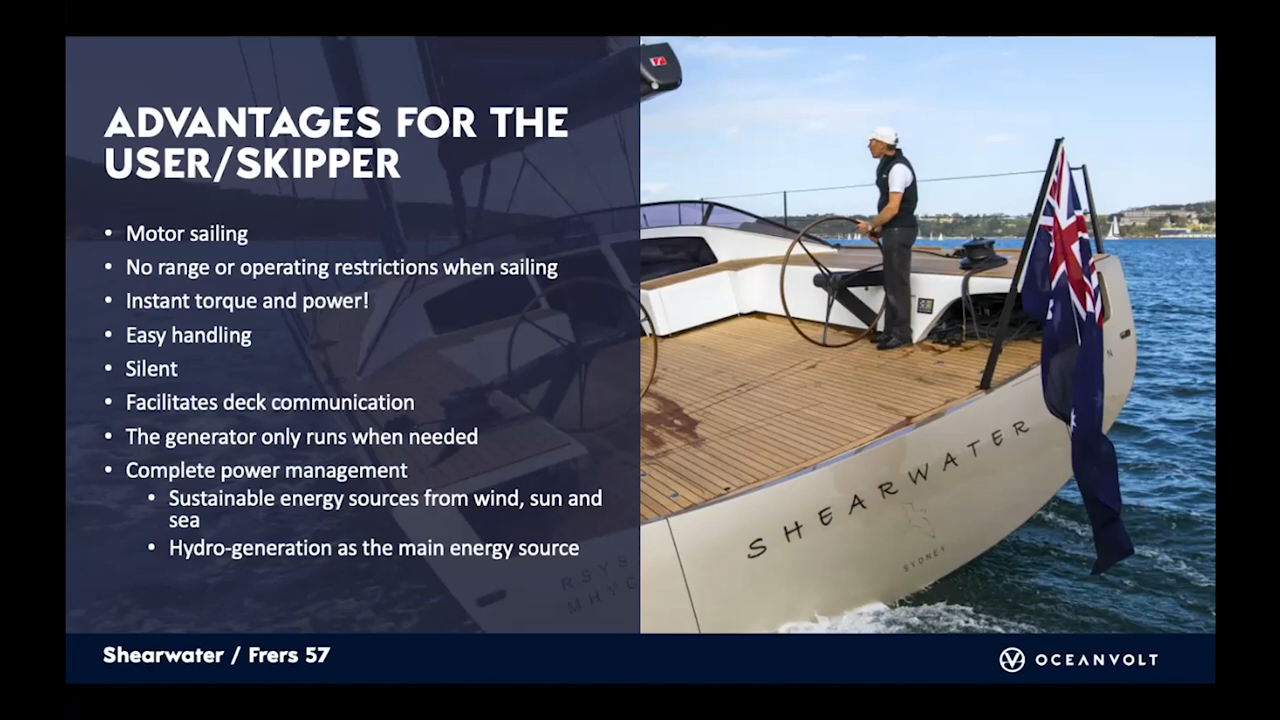 ADVANTAGES FOR THE
USER/SKIPPER
• Motor sailing
• No range or operating restrictions when sailing
• Instant torque and power!
• Easy handling
• Silent
• Facilitates deck communication
• The generator only runs when needed
• Complete power management
• Sustainable energy sources from wind, sun and
sea
• Hydro-generation as the main energy source
RSYS
MHYC
SHEARWATER
SYDNEY
N
Shearwater / Frers 57
OCEANVOLT